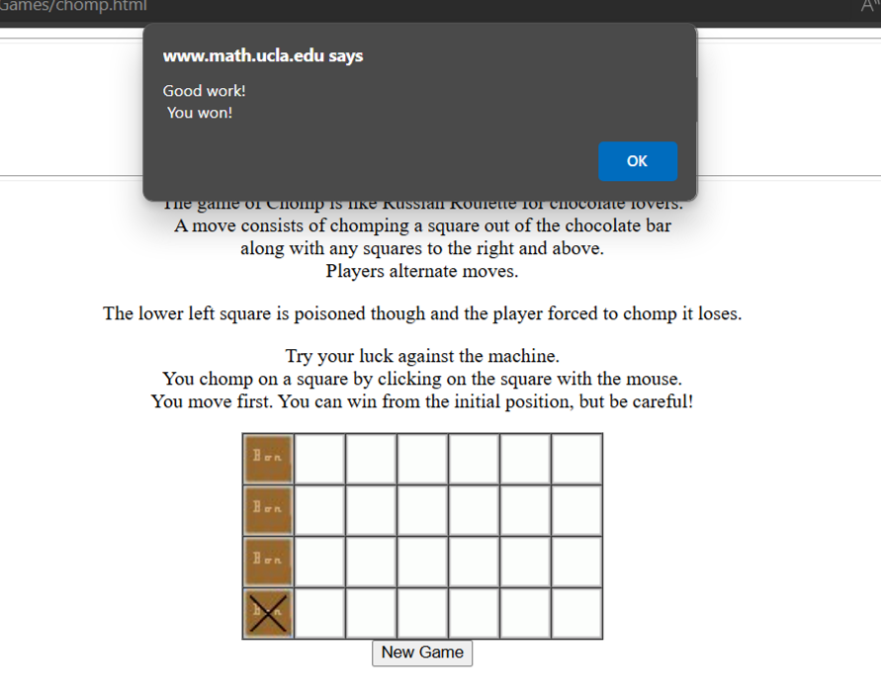 Games/chomp.html
A
www.math.ucla.edu says
Good work!
You won!
OK
The game of Chomp is like Russian Roulette for chocolate lovers.
A move consists of chomping a square out of the chocolate bar
along with any squares to the right and above.
Players alternate moves.
The lower left square is poisoned though and the player forced to chomp it loses.
Try your luck against the machine.
You chomp on a square by clicking on the square with the mouse.
You move first. You can win from the initial position, but be careful!
Bon
Bon
Bon
Bon
New Game